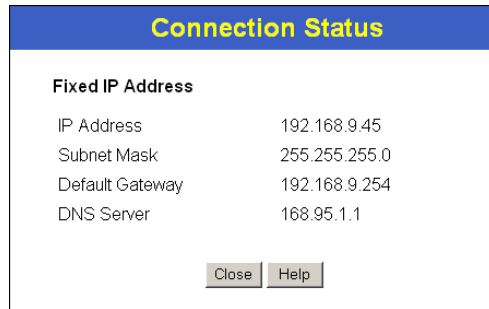 Connection Status
Fixed IP Address
IP Address 192.168.9.45
Subnet Mask 255.255.255.0
Default Gateway 192.168.9.254
DNS Server 168.95.1.1
Close Help